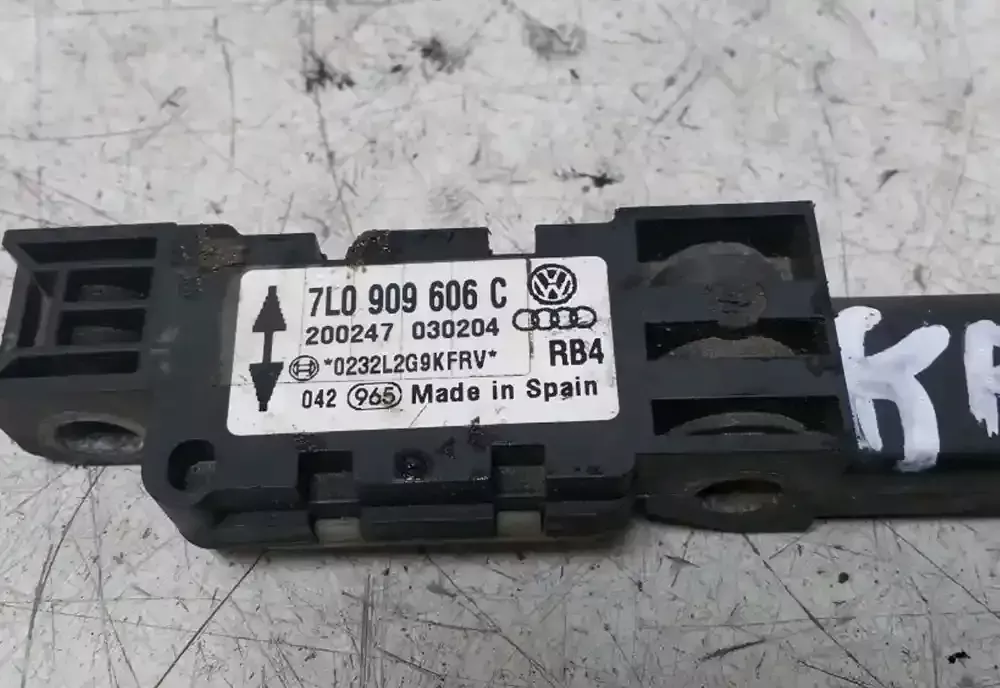 7L0 909 606 C
200247 030204
*0232L2G9KFRV* RB4
042 965 Made in Spain